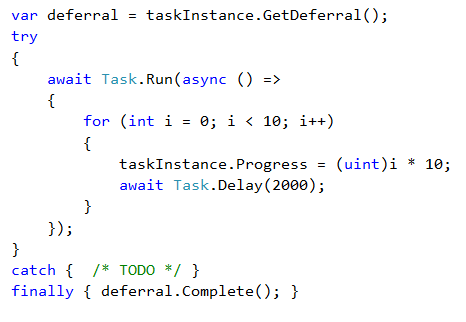 var deferral = taskInstance.GetDeferral();
try
{
    await Task.Run(async () =>
    {
        for (int i = 0; i < 10; i++)
        {
            taskInstance.Progress = (uint)i * 10;
            await Task.Delay(2000);
        }
    });
}
catch {  /* TODO */ }
finally { deferral.Complete(); }